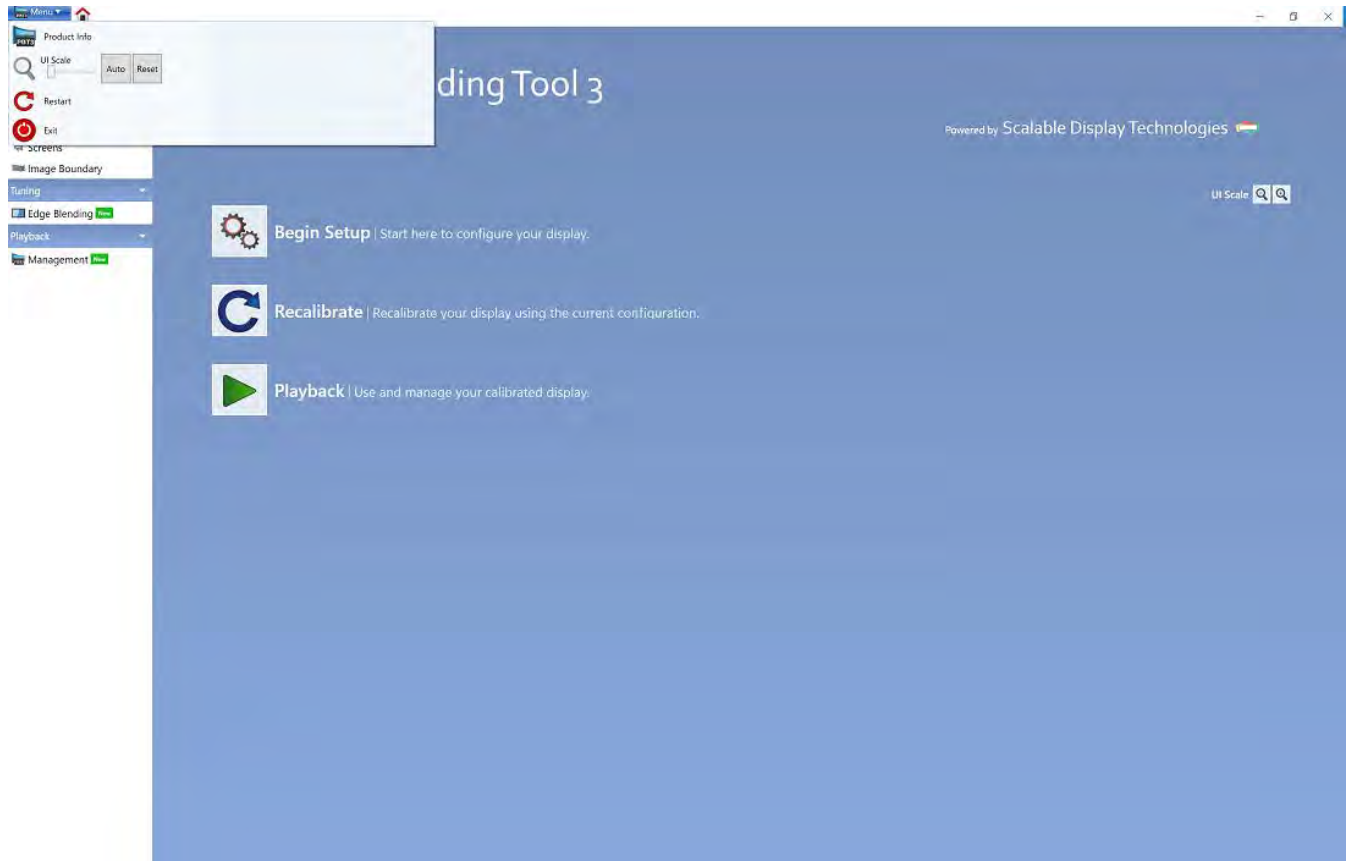 Menu
PBT3
Product Info
UI Scale
Auto
Reset
Restart
Exit
ding Tool 3
Powered by Scalable Display Technologies
Screens
Image Boundary
Tuning
Edge Blending New
Playback
Management New
UI Scale
Begin Setup | Start here to configure your display.
Recalibrate | Recalibrate your display using the current configuration.
Playback | Use and manage your calibrated display.